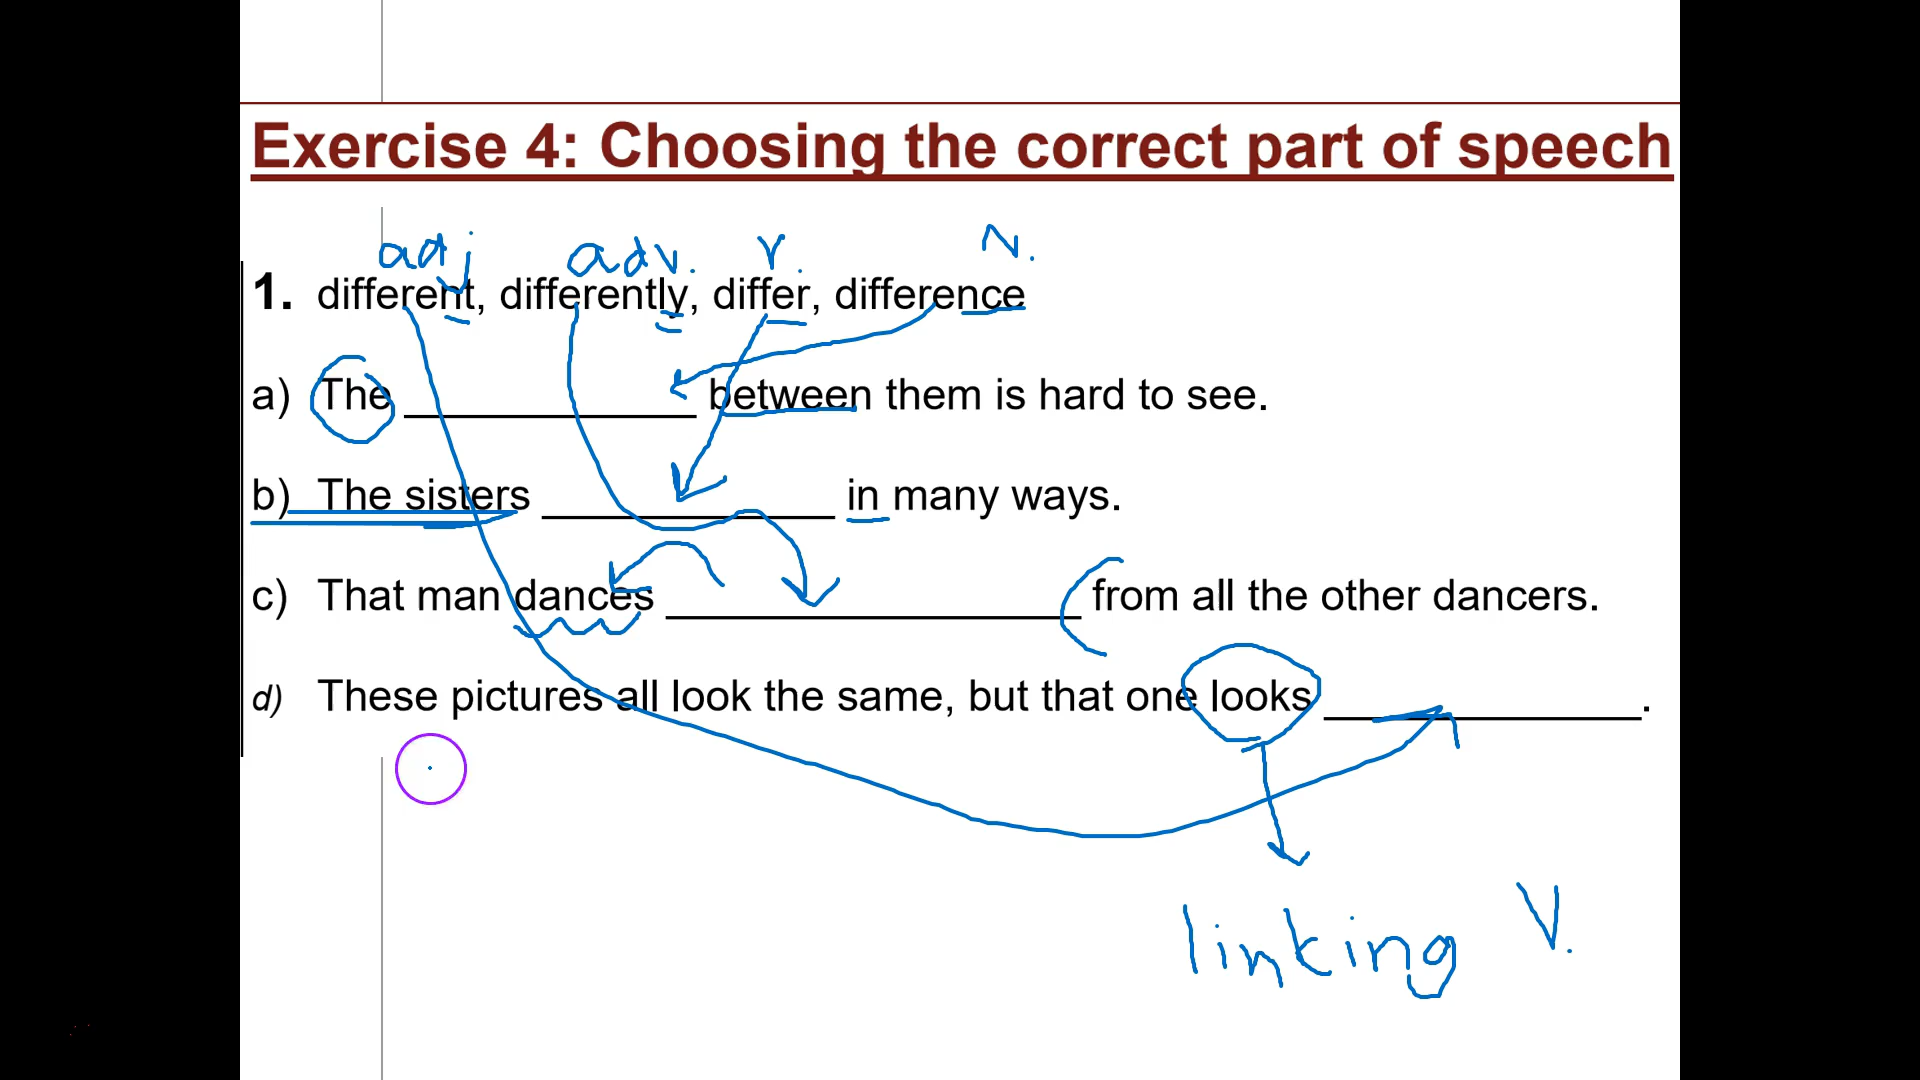 Exercise 4: Choosing the correct part of speech
adj adv. V. N.
1. different, differently, differ, difference
a) The ____________ between them is hard to see.
b) The sisters ____________ in many ways.
c) That man dances _________________ from all the other dancers.
d) These pictures all look the same, but that one looks _____________.
linking V.